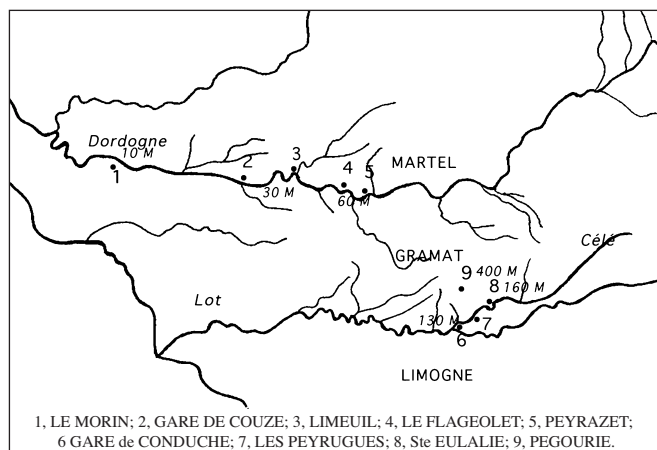 Dordogne
10 M
1
2
3
4
5
MARTEL
30 M
60 M
GRAMAT
Célé
9
400 M
8
160 M
Lot
130 M
7
6
LIMOGNE
1, LE MORIN; 2, GARE DE COUZE; 3, LIMEUIL; 4, LE FLAGEOLET; 5, PEYRAZET;
6 GARE de CONDUCHE; 7, LES PEYRUGUES; 8, Ste EULALIE; 9, PEGOURIE.